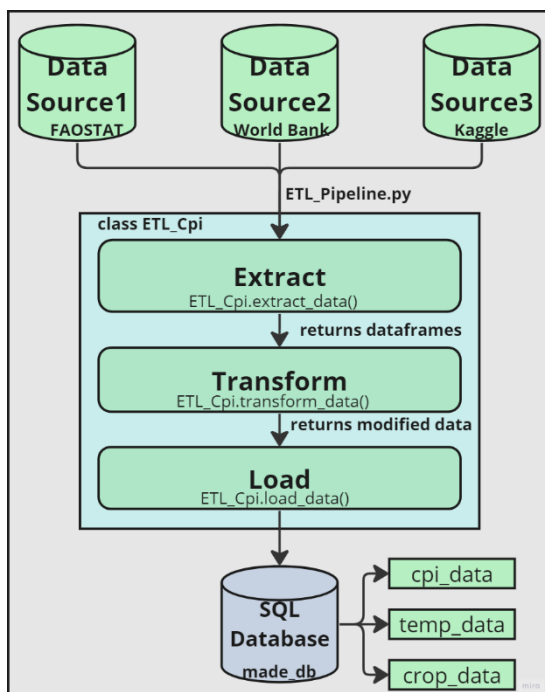 Data
Source1
FAOSTAT
Data
Source2
World Bank
Data
Source3
Kaggle
ETL_Pipeline.py
class ETL_Cpi
Extract
ETL_Cpi.extract_data()
returns dataframes
Transform
ETL_Cpi.transform_data()
returns modified data
Load
ETL_Cpi.load_data()
SQL
Database
made_db
cpi_data
temp_data
crop_data
miro